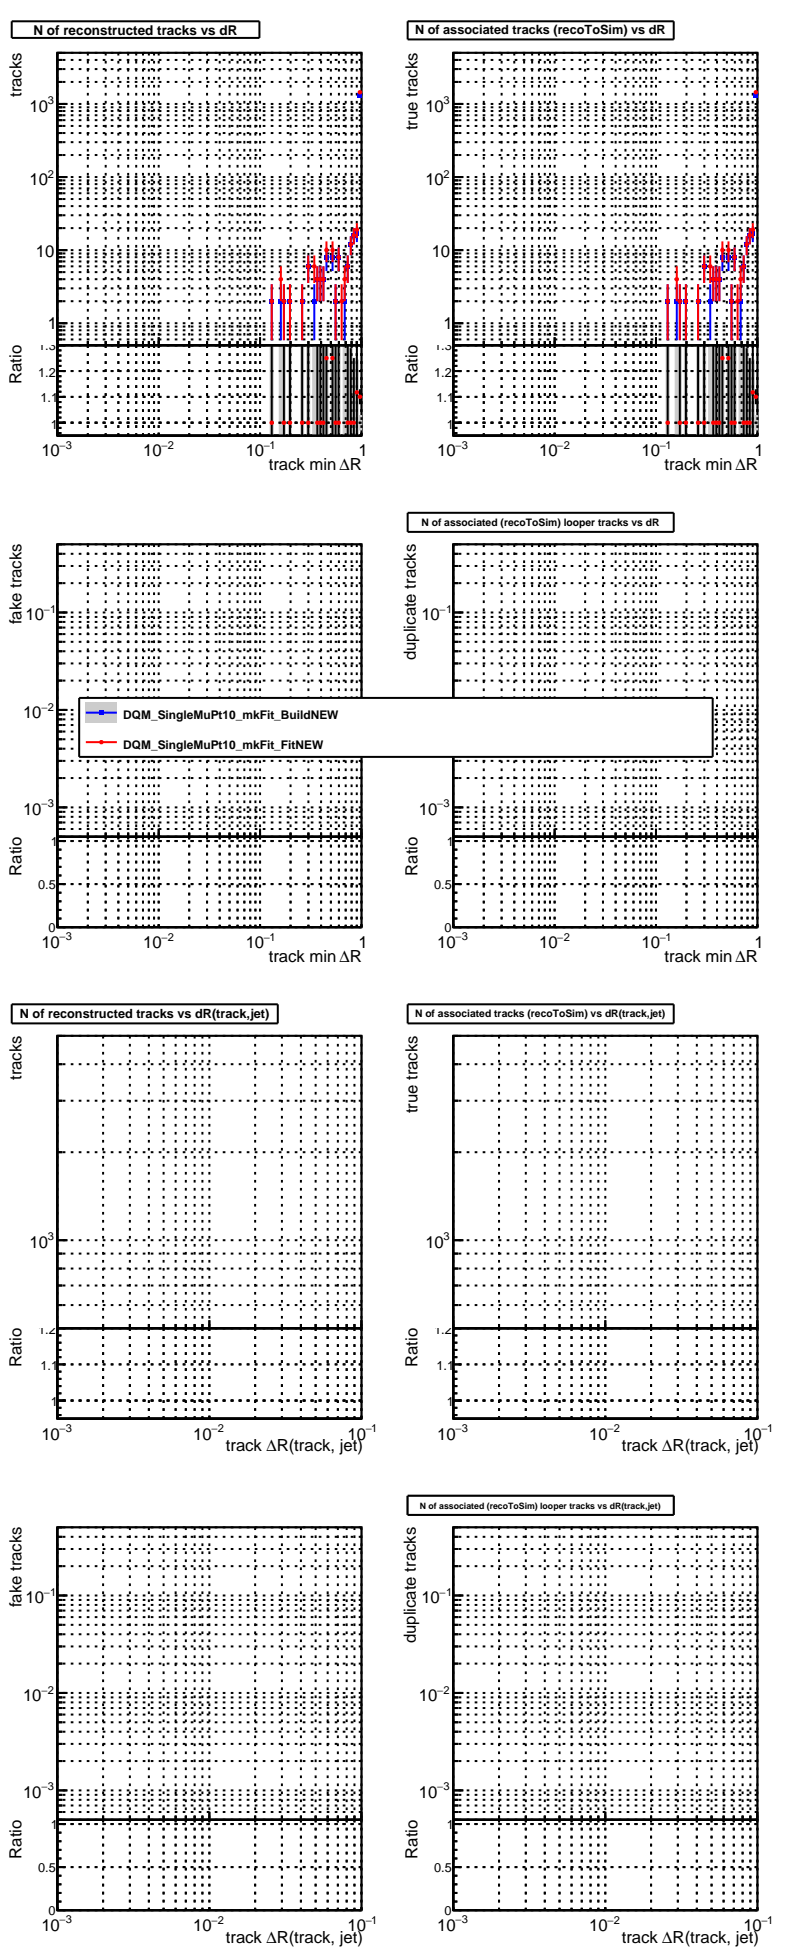 N of reconstructed tracks vs dR
tracks
10³
10²
10
1
Ratio
1.3
1.2
1.1
1
10⁻³ 10⁻² 10⁻¹ 1
track min ΔR
N of associated tracks (recoToSim) vs dR
true tracks
10³
10²
10
1
Ratio
1.3
1.2
1.1
1
10⁻³ 10⁻² 10⁻¹ 1
track min ΔR
fake tracks
10⁻¹
10⁻²
10⁻³
Ratio
1
0.5
0
10⁻³ 10⁻² 10⁻¹ 1
track min ΔR
N of associated (recoToSim) looper tracks vs dR
duplicate tracks
10⁻¹
10⁻³
Ratio
1
0.5
0
10⁻³ 10⁻² 10⁻¹ 1
track min ΔR
DQM_SingleMuPt10_mkFit_BuildNEW
DQM_SingleMuPt10_mkFit_FitNEW
N of reconstructed tracks vs dR(track,jet)
tracks
10³
Ratio
1.2
1.1
1
10⁻³ 10⁻² 10⁻¹
track ΔR(track, jet)
N of associated tracks (recoToSim) vs dR(track,jet)
true tracks
10³
Ratio
1.2
1.1
1
10⁻³ 10⁻² 10⁻¹
track ΔR(track, jet)
fake tracks
10⁻¹
10⁻²
10⁻³
Ratio
1
0.5
0
10⁻³ 10⁻² 10⁻¹
track ΔR(track, jet)
N of associated (recoToSim) looper tracks vs dR(track,jet)
duplicate tracks
10⁻¹
10⁻²
10⁻³
Ratio
1
0.5
0
10⁻³ 10⁻² 10⁻¹
track ΔR(track, jet)